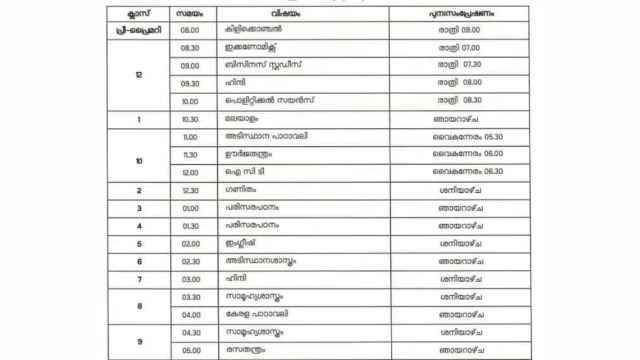 ക്ലാസ് സമയം വിഷയം പുനഃസംപ്രേഷണം
പ്രീ-പ്രൈമറി 08.00 കിളിക്കൊഞ്ചൽ രാത്രി 09.00
12 08.30 ഇക്കണോമിക്സ് രാത്രി 07.00
09.00 ബിസിനസ് സ്റ്റഡീസ് രാത്രി 07.30
09.30 ഹിന്ദി രാത്രി 08.00
10.00 പൊളിറ്റിക്കൽ സയൻസ് രാത്രി 08.30
1 10.30 മലയാളം ഞായറാഴ്ച
10 11.00 അടിസ്ഥാന പാഠാവലി വൈകുന്നേരം 05.30
11.30 ഊർജതന്ത്രം വൈകുന്നേരം 06.00
12.00 ഐ സി ടി വൈകുന്നേരം 06.30
2 12.30 ഗണിതം ശനിയാഴ്ച
3 01.00 പരിസരപഠനം ഞായറാഴ്ച
4 01.30 പരിസരപഠനം ഞായറാഴ്ച
5 02.00 ഇംഗ്ലീഷ് ശനിയാഴ്ച
6 02.30 അടിസ്ഥാനശാസ്ത്രം ഞായറാഴ്ച
7 03.00 ഹിന്ദി ശനിയാഴ്ച
8 03.30 സാമൂഹ്യശാസ്ത്രം ശനിയാഴ്ച
04.00 കേരള പാഠാവലി ഞായറാഴ്ച
9 04.30 സാമൂഹ്യശാസ്ത്രം ശനിയാഴ്ച
05.00 രസതന്ത്രം ഞായറാഴ്ച